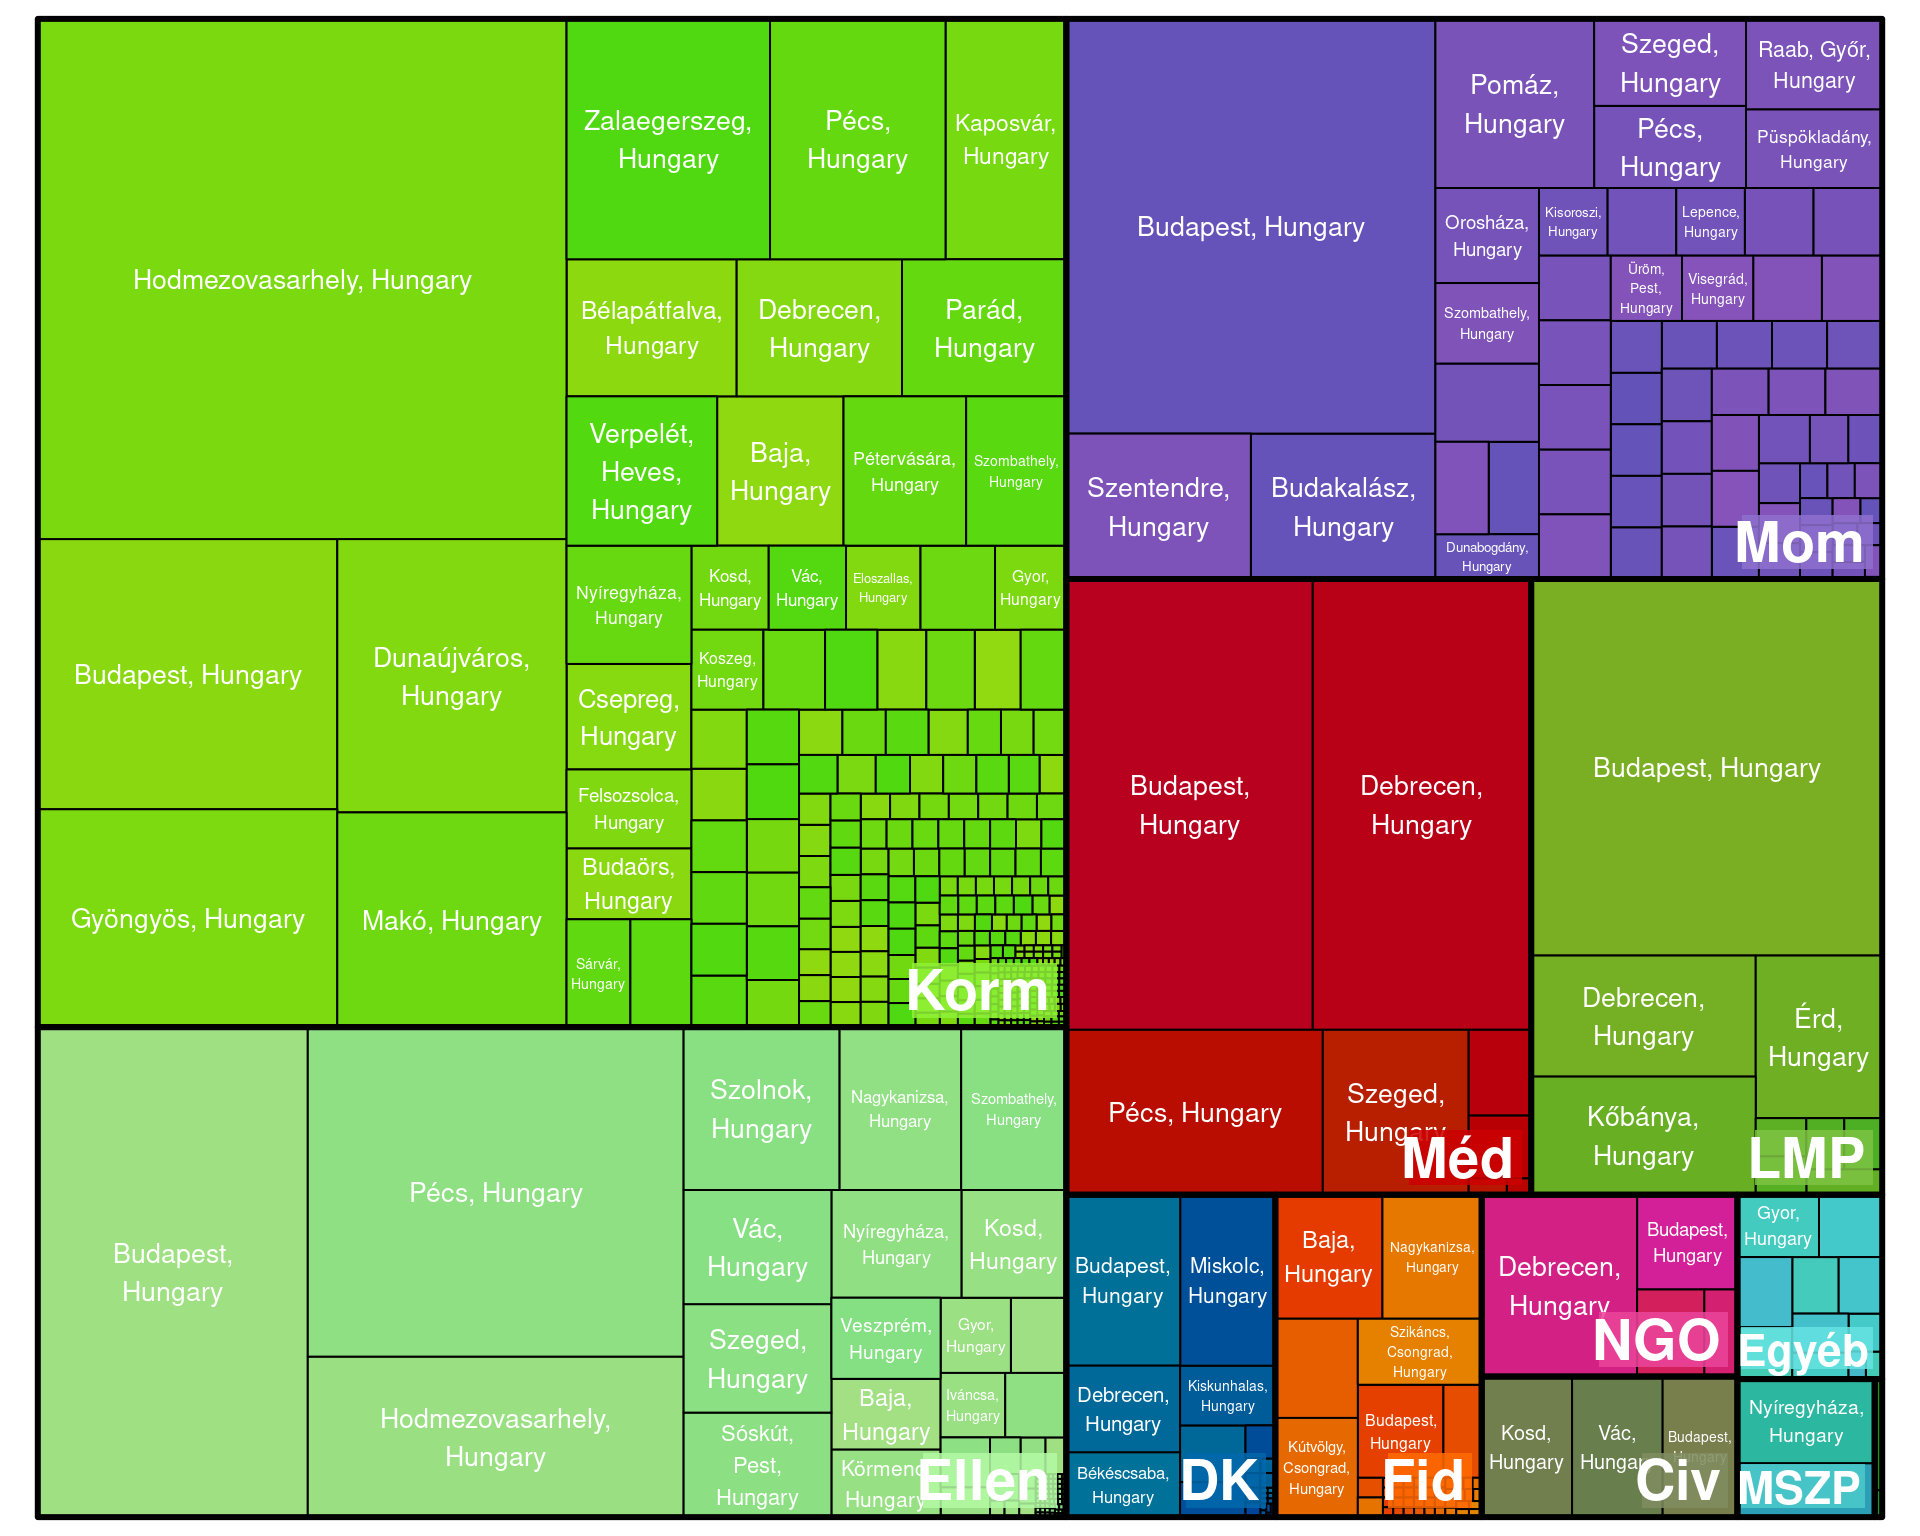 Hodmezovasarhely, Hungary
Zalaegerszeg,
Hungary
Pécs,
Hungary
Kaposvár,
Hungary
Bélapátfalva,
Hungary
Debrecen,
Hungary
Parád,
Hungary
Verpelét,
Heves,
Hungary
Baja,
Hungary
Pétervására,
Hungary
Szombathely,
Hungary
Budapest, Hungary
Dunaújváros,
Hungary
Gyöngyös, Hungary
Makó, Hungary
Nyíregyháza,
Hungary
Kosd,
Hungary
Vác,
Hungary
Eloszallas,
Hungary
Gyor,
Hungary
Koszeg,
Hungary
Csepreg,
Hungary
Felsozsolca,
Hungary
Budaörs,
Hungary
Sárvár,
Hungary
Korm
Budapest, Hungary
Pomáz,
Hungary
Szeged,
Hungary
Raab, Győr,
Hungary
Pécs,
Hungary
Püspökladány,
Hungary
Orosháza,
Hungary
Kisoroszi,
Hungary
Lepence,
Hungary
Üröm,
Pest,
Hungary
Visegrád,
Hungary
Szombathely,
Hungary
Szentendre,
Hungary
Budakalász,
Hungary
Dunabogdány,
Hungary
Mom
Budapest,
Hungary
Debrecen,
Hungary
Pécs, Hungary
Szeged,
Hungary
Méd
Budapest, Hungary
Debrecen,
Hungary
Érd,
Hungary
Kőbánya,
Hungary
LMP
Budapest,
Hungary
Pécs, Hungary
Hodmezovasarhely,
Hungary
Szolnok,
Hungary
Nagykanizsa,
Hungary
Szombathely,
Hungary
Vác,
Hungary
Nyíregyháza,
Hungary
Kosd,
Hungary
Szeged,
Hungary
Veszprém,
Hungary
Gyor,
Hungary
Baja,
Hungary
Iváncsa,
Hungary
Sóskút,
Pest,
Hungary
Körmend,
Hungary
Ellen
Budapest,
Hungary
Miskolc,
Hungary
Debrecen,
Hungary
Kiskunhalas,
Hungary
Békéscsaba,
Hungary
DK
Baja,
Hungary
Nagykanizsa,
Hungary
Szikáncs,
Csongrad,
Hungary
Budapest,
Hungary
Kútvölgy,
Csongrad,
Hungary
Fid
Debrecen,
Hungary
Budapest,
Hungary
NGO
Gyor,
Hungary
Egyéb
Kosd,
Hungary
Vác,
Hungary
Budapest,
Hungary
Civ
Nyíregyháza,
Hungary
MSZP